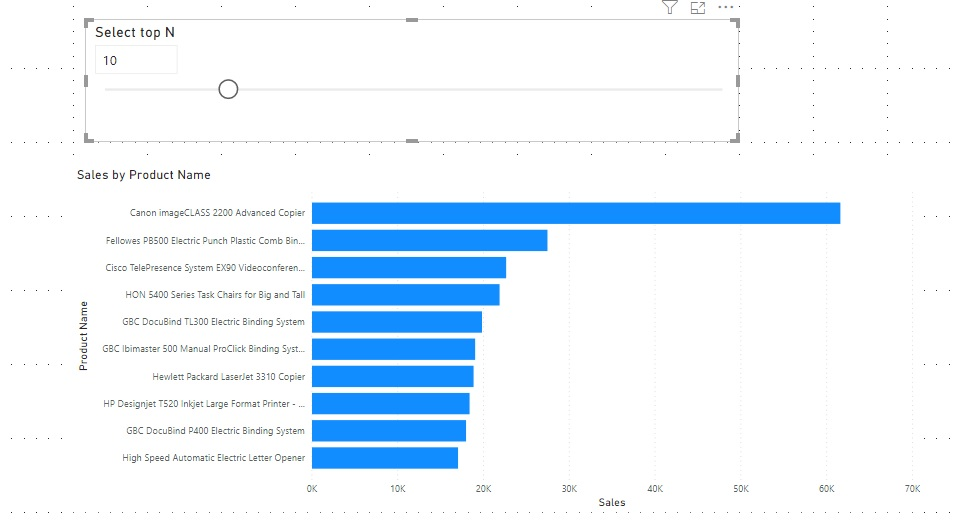 Select top N
10
Sales by Product Name
Canon imageCLASS 2200 Advanced Copier
Fellowes PB500 Electric Punch Plastic Comb Bin...
Cisco TelePresence System EX90 Videoconferen...
HON 5400 Series Task Chairs for Big and Tall
GBC DocuBind TL300 Electric Binding System
GBC Ibimaster 500 Manual ProClick Binding Syst...
Hewlett Packard LaserJet 3310 Copier
HP Designjet T520 Inkjet Large Format Printer - ...
GBC DocuBind P400 Electric Binding System
High Speed Automatic Electric Letter Opener
Product Name
0K 10K 20K 30K 40K 50K 60K 70K
Sales